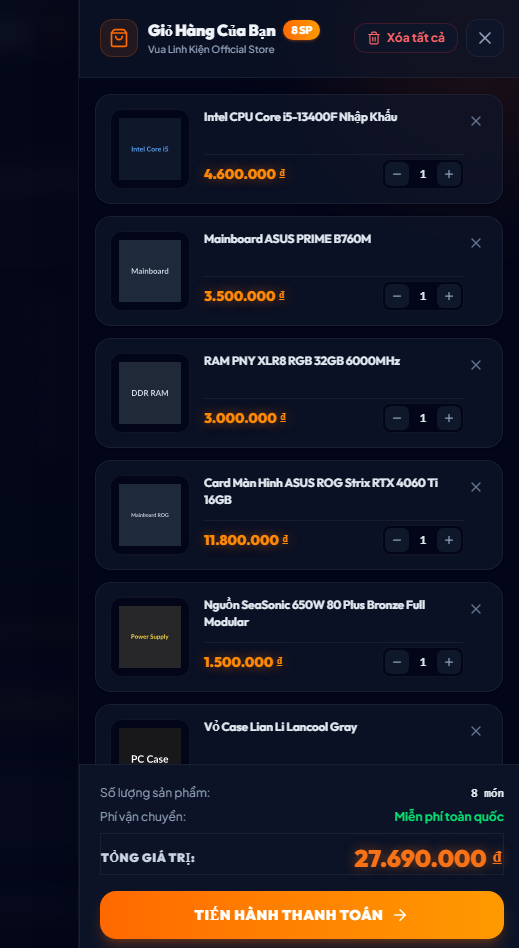 Giỏ Hàng Của Bạn 8 SP
Vua Linh Kiện Official Store
Xóa tất cả
Intel Core i5
Intel CPU Core i5-13400F Nhập Khẩu
4.600.000 ₫
1
Mainboard
Mainboard ASUS PRIME B760M
3.500.000 ₫
1
DDR RAM
RAM PNY XLR8 RGB 32GB 6000MHz
3.000.000 ₫
1
Mainboard ROG
Card Màn Hình ASUS ROG Strix RTX 4060 Ti
16GB
11.800.000 ₫
1
Power Supply
Nguồn SeaSonic 650W 80 Plus Bronze Full
Modular
1.500.000 ₫
1
PC Case
Vỏ Case Lian Li Lancool Gray
Số lượng sản phẩm: 8 món
Phí vận chuyển: Miễn phí toàn quốc
TỔNG GIÁ TRỊ: 27.690.000 ₫
TIẾN HÀNH THANH TOÁN →